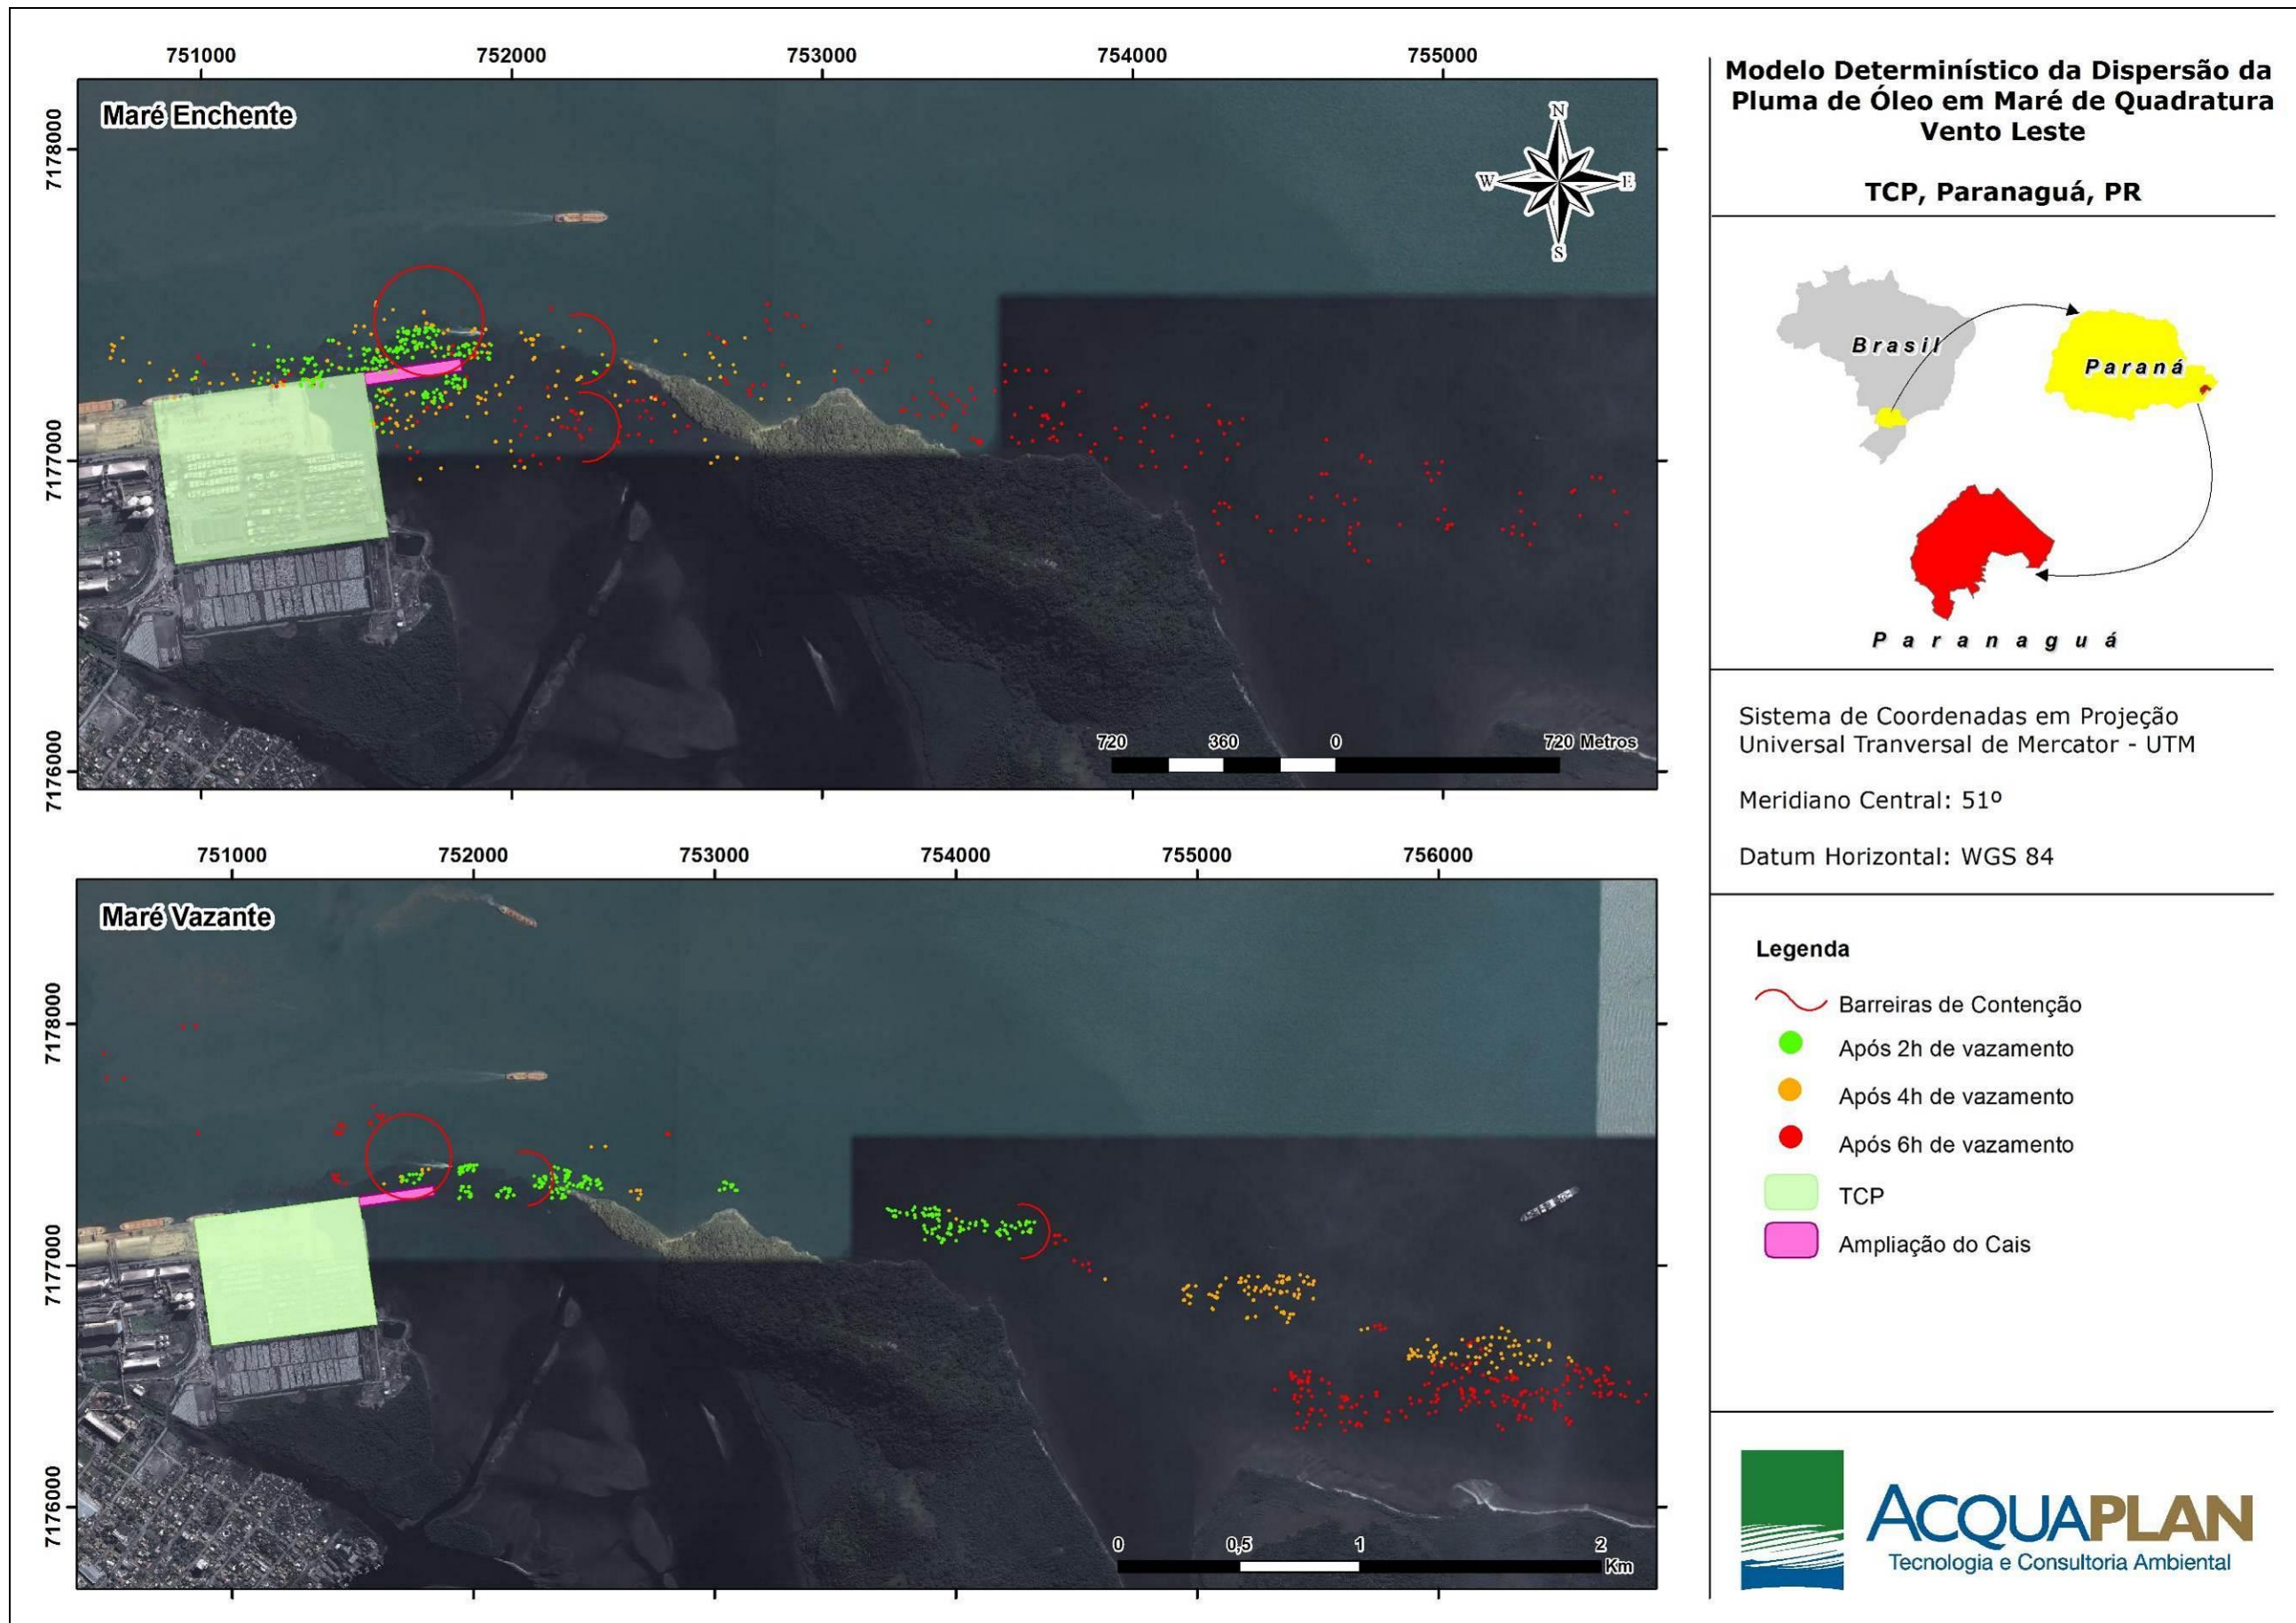 751000 752000 753000 754000 755000
7178000
7177000
7176000
Maré Enchente
N
W E
S
720 360 0 720 Metros
751000 752000 753000 754000 755000 756000
7178000
7177000
7176000
Maré Vazante
0 0,5 1 2
Km
Modelo Determinístico da Dispersão da
Pluma de Óleo em Maré de Quadratura
Vento Leste
TCP, Paranaguá, PR
Brasil
Paraná
Paranaguá
Sistema de Coordenadas em Projeção
Universal Tranversal de Mercator - UTM
Meridiano Central: 51º
Datum Horizontal: WGS 84
Legenda
Barreiras de Contenção
Após 2h de vazamento
Após 4h de vazamento
Após 6h de vazamento
TCP
Ampliação do Cais
ACQUAPLAN
Tecnologia e Consultoria Ambiental